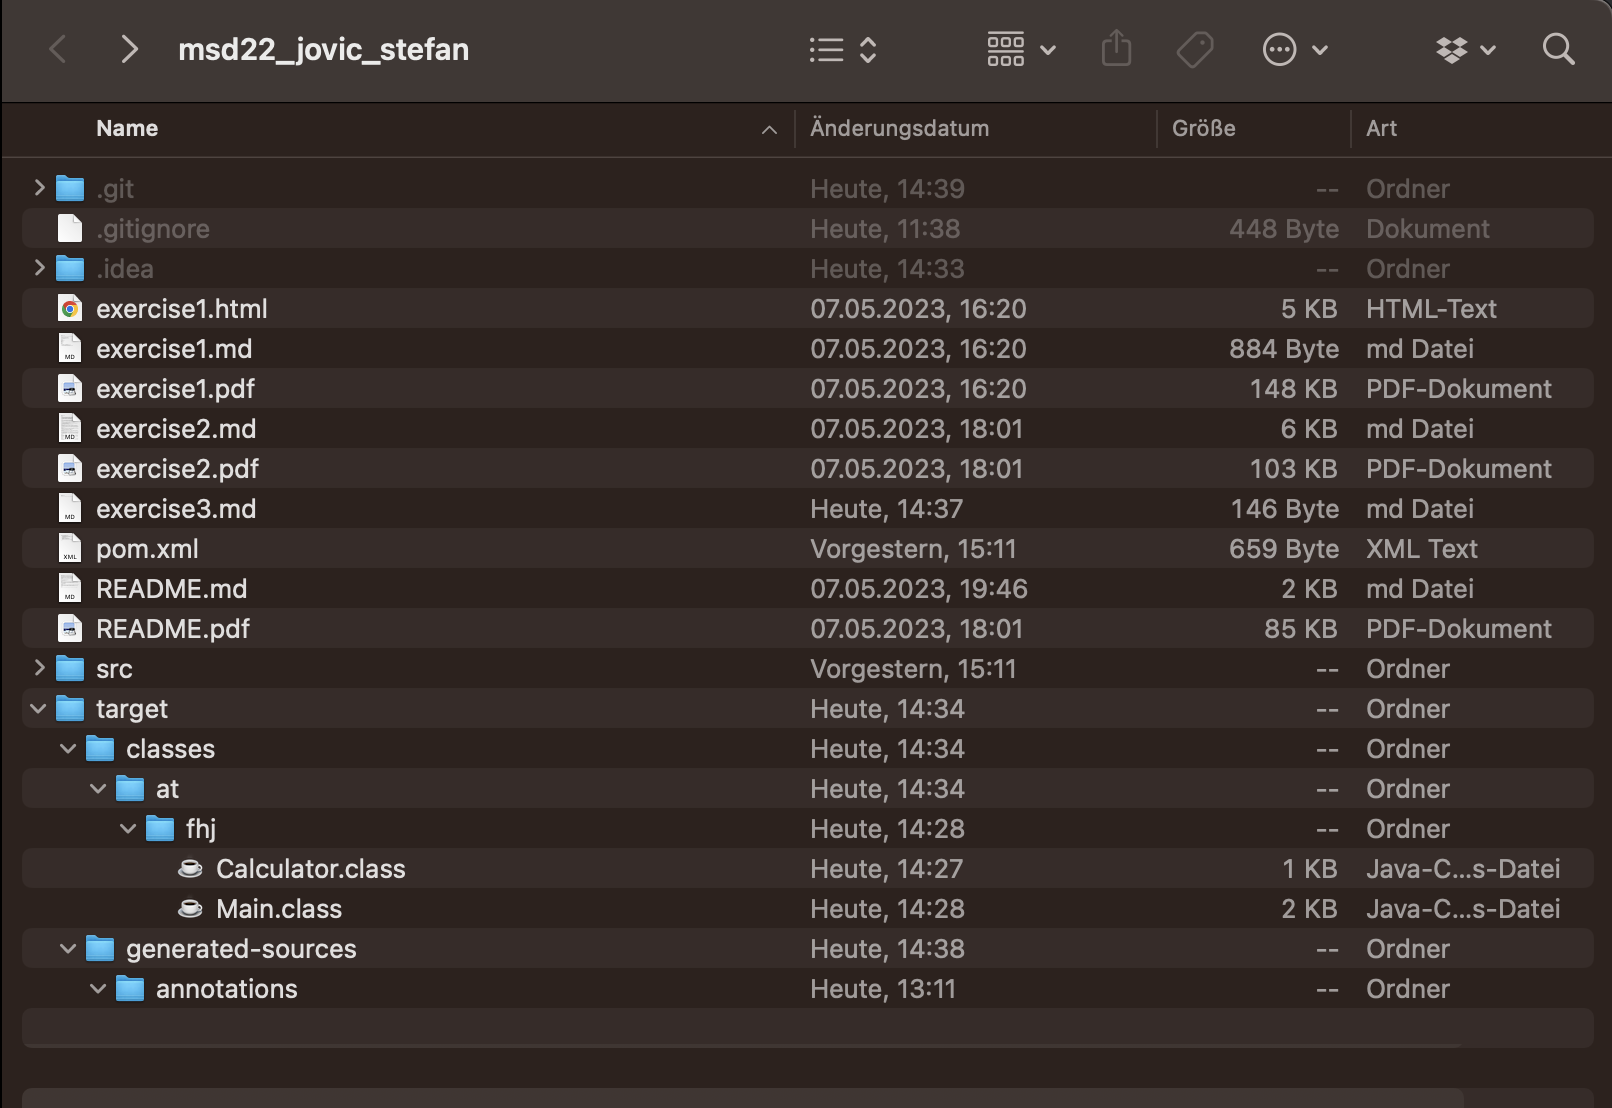 msd22_jovic_stefan
Name Änderungsdatum Größe Art
.git Heute, 14:39 -- Ordner
.gitignore Heute, 11:38 448 Byte Dokument
.idea Heute, 14:33 -- Ordner
exercise1.html 07.05.2023, 16:20 5 KB HTML-Text
MD exercise1.md 07.05.2023, 16:20 884 Byte md Datei
exercise1.pdf 07.05.2023, 16:20 148 KB PDF-Dokument
MD exercise2.md 07.05.2023, 18:01 6 KB md Datei
exercise2.pdf 07.05.2023, 18:01 103 KB PDF-Dokument
MD exercise3.md Heute, 14:37 146 Byte md Datei
XML pom.xml Vorgestern, 15:11 659 Byte XML Text
MD README.md 07.05.2023, 19:46 2 KB md Datei
README.pdf 07.05.2023, 18:01 85 KB PDF-Dokument
src Vorgestern, 15:11 -- Ordner
target Heute, 14:34 -- Ordner
classes Heute, 14:34 -- Ordner
at Heute, 14:34 -- Ordner
fhj Heute, 14:28 -- Ordner
Calculator.class Heute, 14:27 1 KB Java-C...s-Datei
Main.class Heute, 14:28 2 KB Java-C...s-Datei
generated-sources Heute, 14:38 -- Ordner
annotations Heute, 13:11 -- Ordner